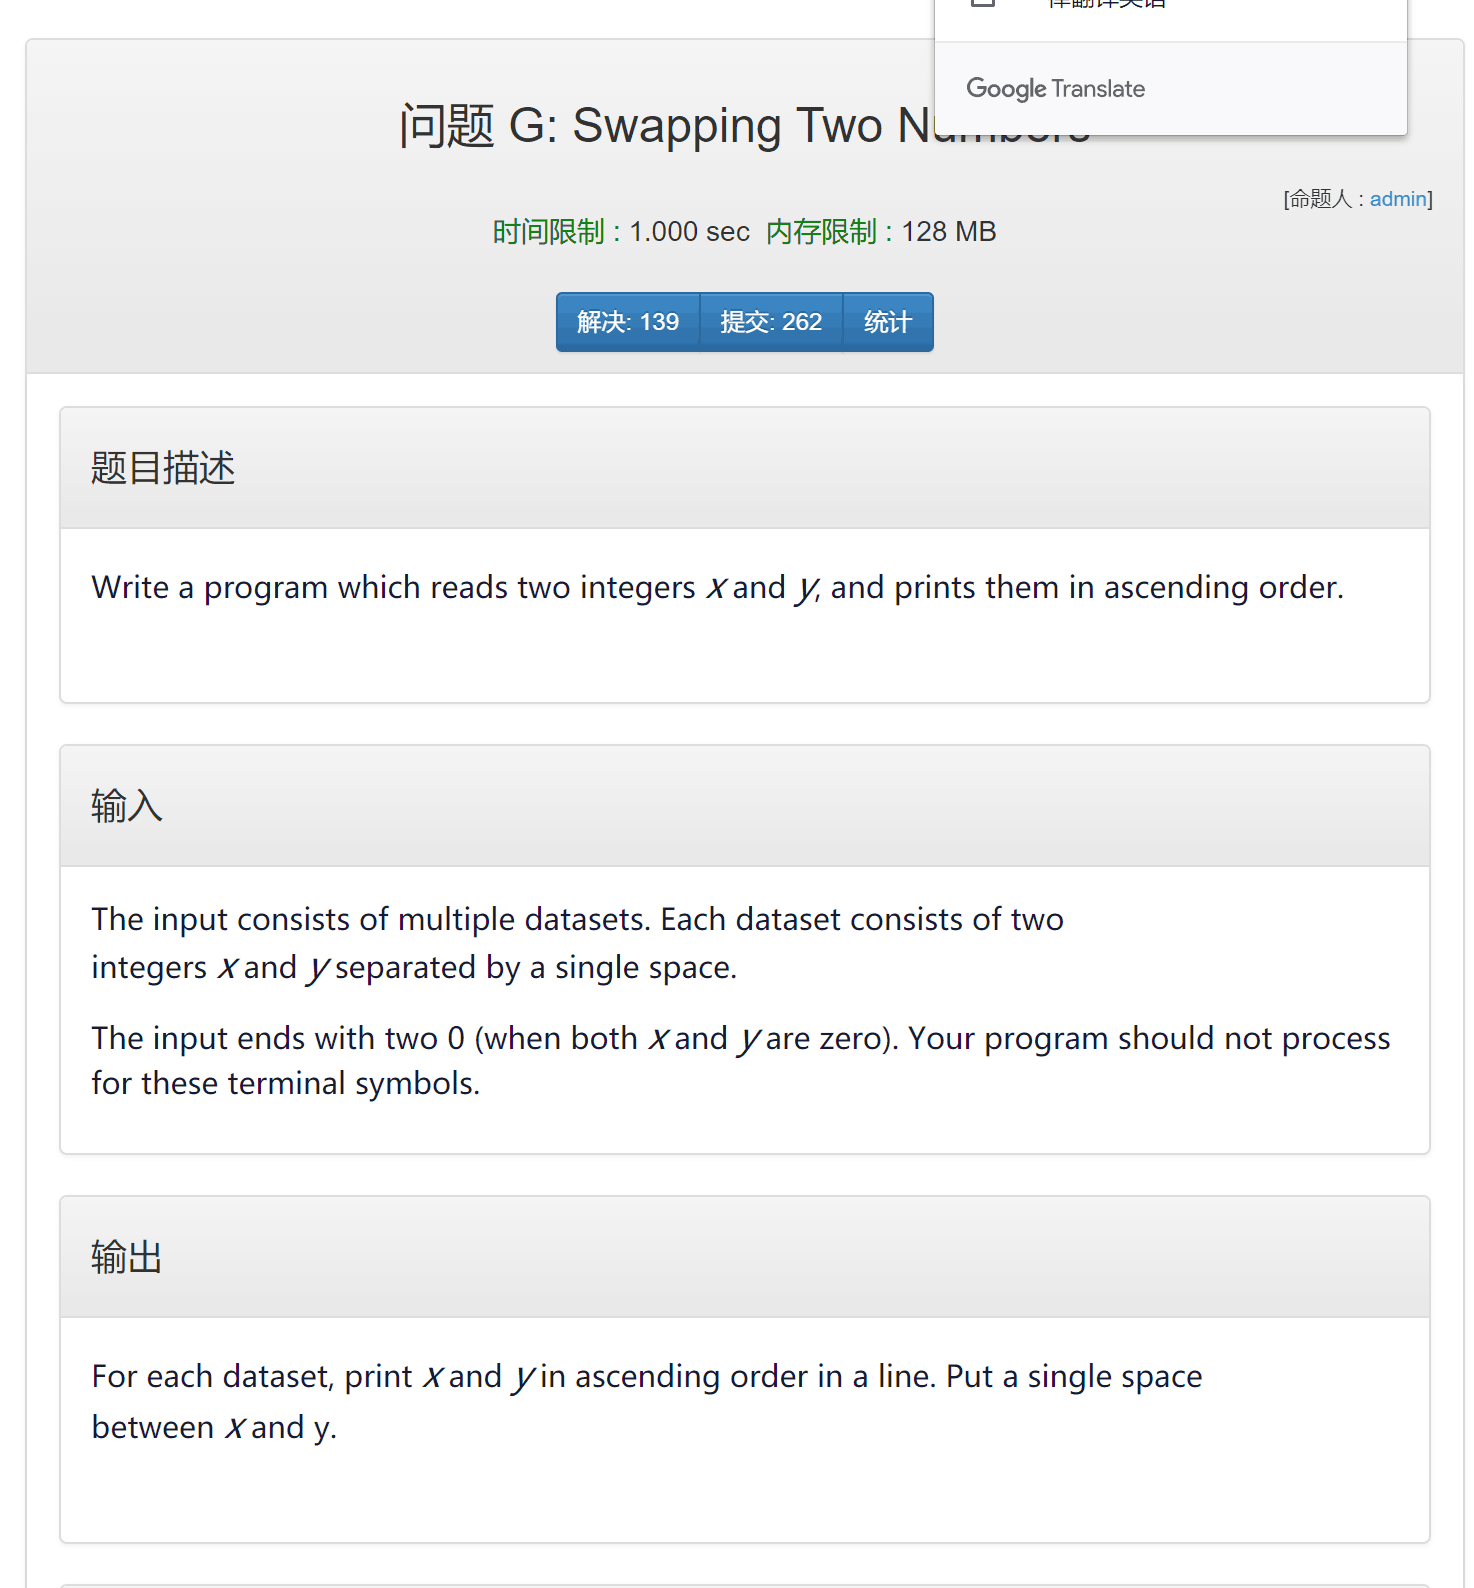 Google Translate
问题 G: Swapping Two Numbers
[命题人 : admin]
时间限制 : 1.000 sec 内存限制 : 128 MB
解决: 139 提交: 262 统计
题目描述
Write a program which reads two integers x and y, and prints them in ascending order.
输入
The input consists of multiple datasets. Each dataset consists of two
integers x and y separated by a single space.
The input ends with two 0 (when both x and y are zero). Your program should not process
for these terminal symbols.
输出
For each dataset, print x and y in ascending order in a line. Put a single space
between x and y.